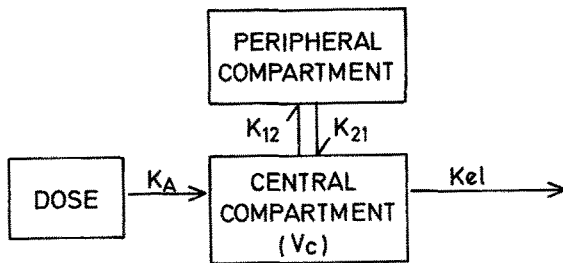 PERIPHERAL
COMPARTMENT
K12
K21
DOSE
KA
CENTRAL
COMPARTMENT
(Vc)
Kel